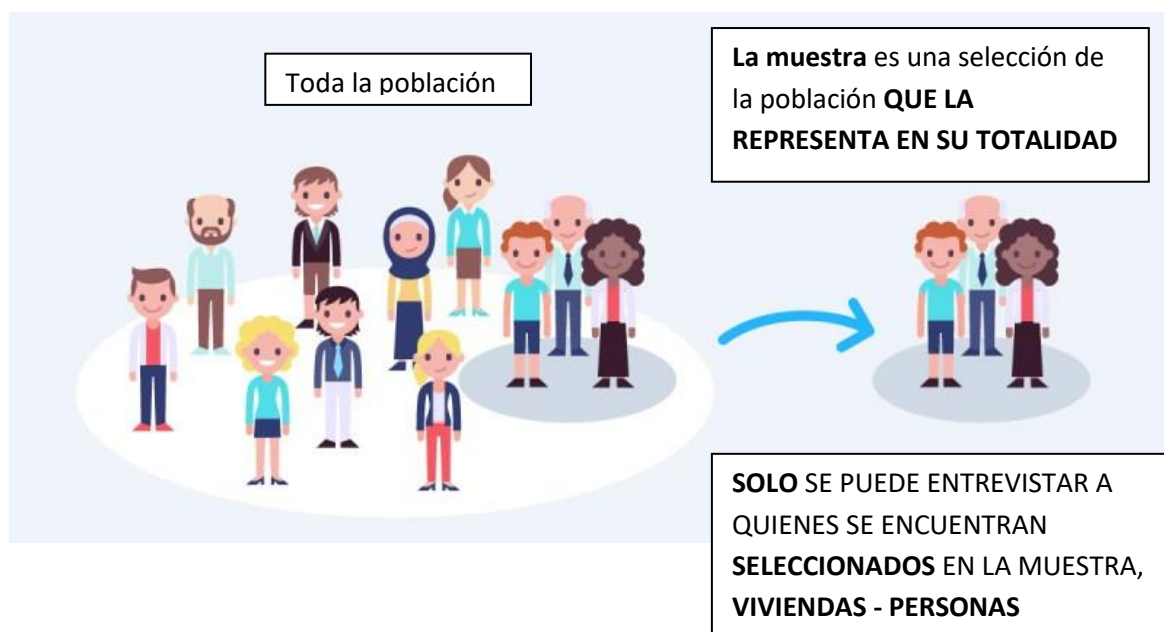 Toda la población
La muestra es una selección de
la población QUE LA
REPRESENTA EN SU TOTALIDAD
SOLO SE PUEDE ENTREVISTAR A
QUIENES SE ENCUENTRAN
SELECCIONADOS EN LA MUESTRA,
VIVIENDAS - PERSONAS